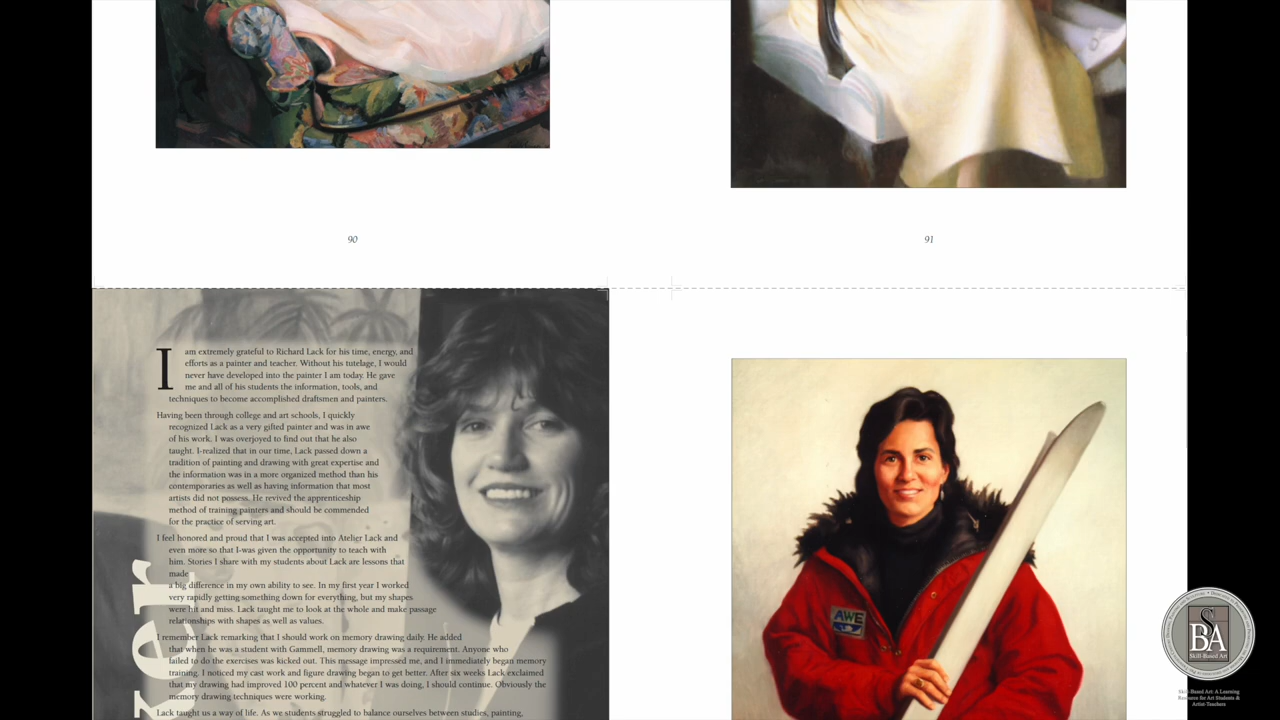 90
91
I am extremely grateful to Richard Lack for his time, energy, and
efforts as a painter and teacher. Without his tutelage, I would
never have developed into the painter I am today. He gave
me and all of his students the information, tools, and
techniques to become accomplished draftsmen and painters.
Having been through college and art schools, I quickly
recognized Lack as a very gifted painter and was in awe
of his work. I was overjoyed to find out that he also
taught. I-realized that in our time, Lack passed down a
tradition of painting and drawing with great expertise and
the information was in a more organized method than his
contemporaries as well as having information that most
artists did not possess. He revived the apprenticeship
method of training painters and should be commended
for the practice of serving art.
I feel honored and proud that I was accepted into Atelier Lack and
even more so that I-was given the opportunity to teach with
him. Stories I share with my students about Lack are lessons that
made
a big difference in my own ability to see. In my first year I worked
very rapidly getting something down for everything, but my shapes
were hit and miss. Lack taught me to look at the whole and make passage
relationships with shapes as well as values.
I remember Lack remarking that I should work on memory drawing daily. He added
that when he was a student with Gammell, memory drawing was a requirement. Anyone who
failed to do the exercises was kicked out. This message impressed me, and I immediately began memory
training. I noticed my cast work and figure drawing began to get better. After six weeks Lack exclaimed
that my drawing had improved 100 percent and whatever I was doing, I should continue. Obviously the
memory drawing techniques were working.
Lack taught us a way of life. As we students struggled to balance ourselves between studies, painting,
zer
AWE
SBA
Skill-Based Art
Skill-Based Art: A Learning
Resource for Art Students &
Artist-Teachers